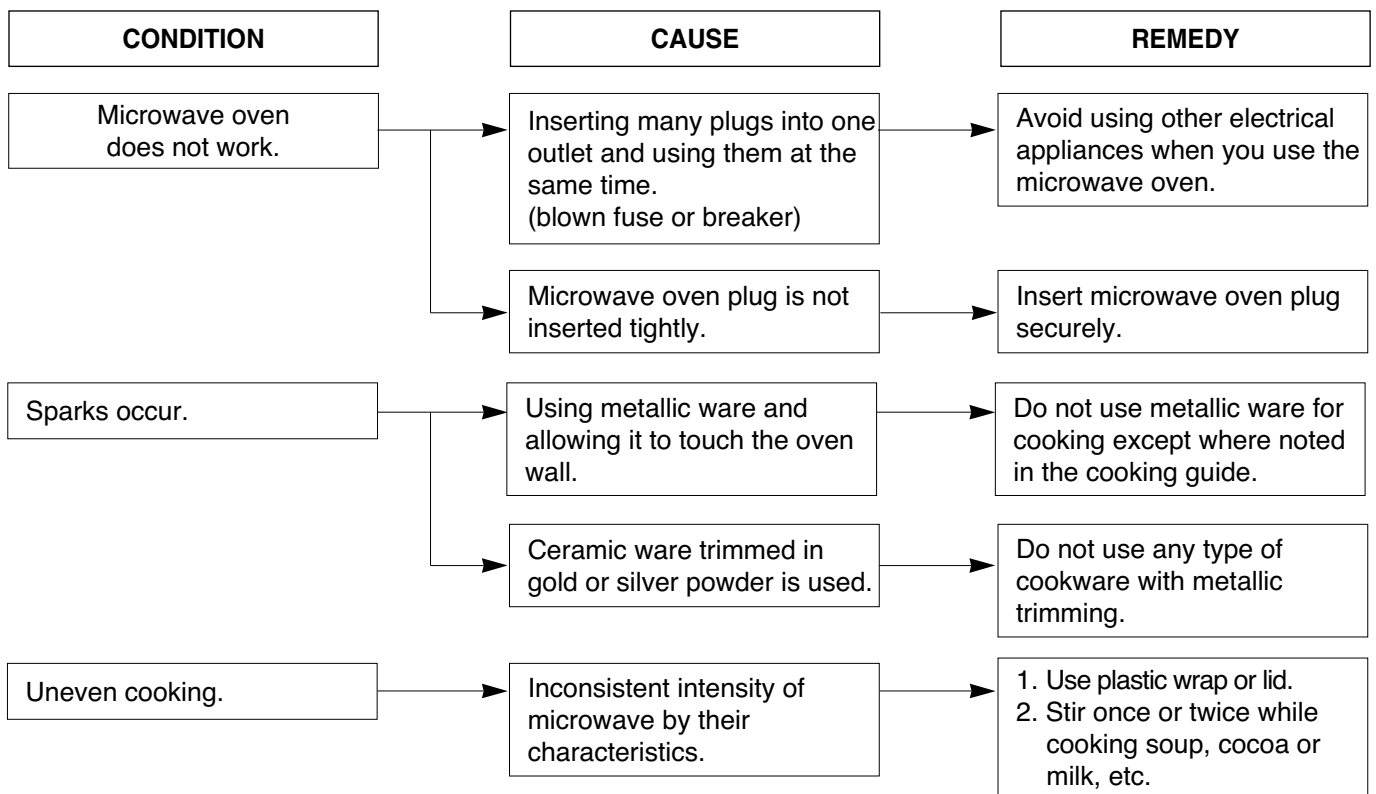 CONDITION
CAUSE
REMEDY
Microwave oven
does not work.
Inserting many plugs into one
outlet and using them at the
same time.
(blown fuse or breaker)
Avoid using other electrical
appliances when you use the
microwave oven.
Microwave oven plug is not
inserted tightly.
Insert microwave oven plug
securely.
Sparks occur.
Using metallic ware and
allowing it to touch the oven
wall.
Do not use metallic ware for
cooking except where noted
in the cooking guide.
Ceramic ware trimmed in
gold or silver powder is used.
Do not use any type of
cookware with metallic
trimming.
Uneven cooking.
Inconsistent intensity of
microwave by their
characteristics.
1. Use plastic wrap or lid.
2. Stir once or twice while
cooking soup, cocoa or
milk, etc.